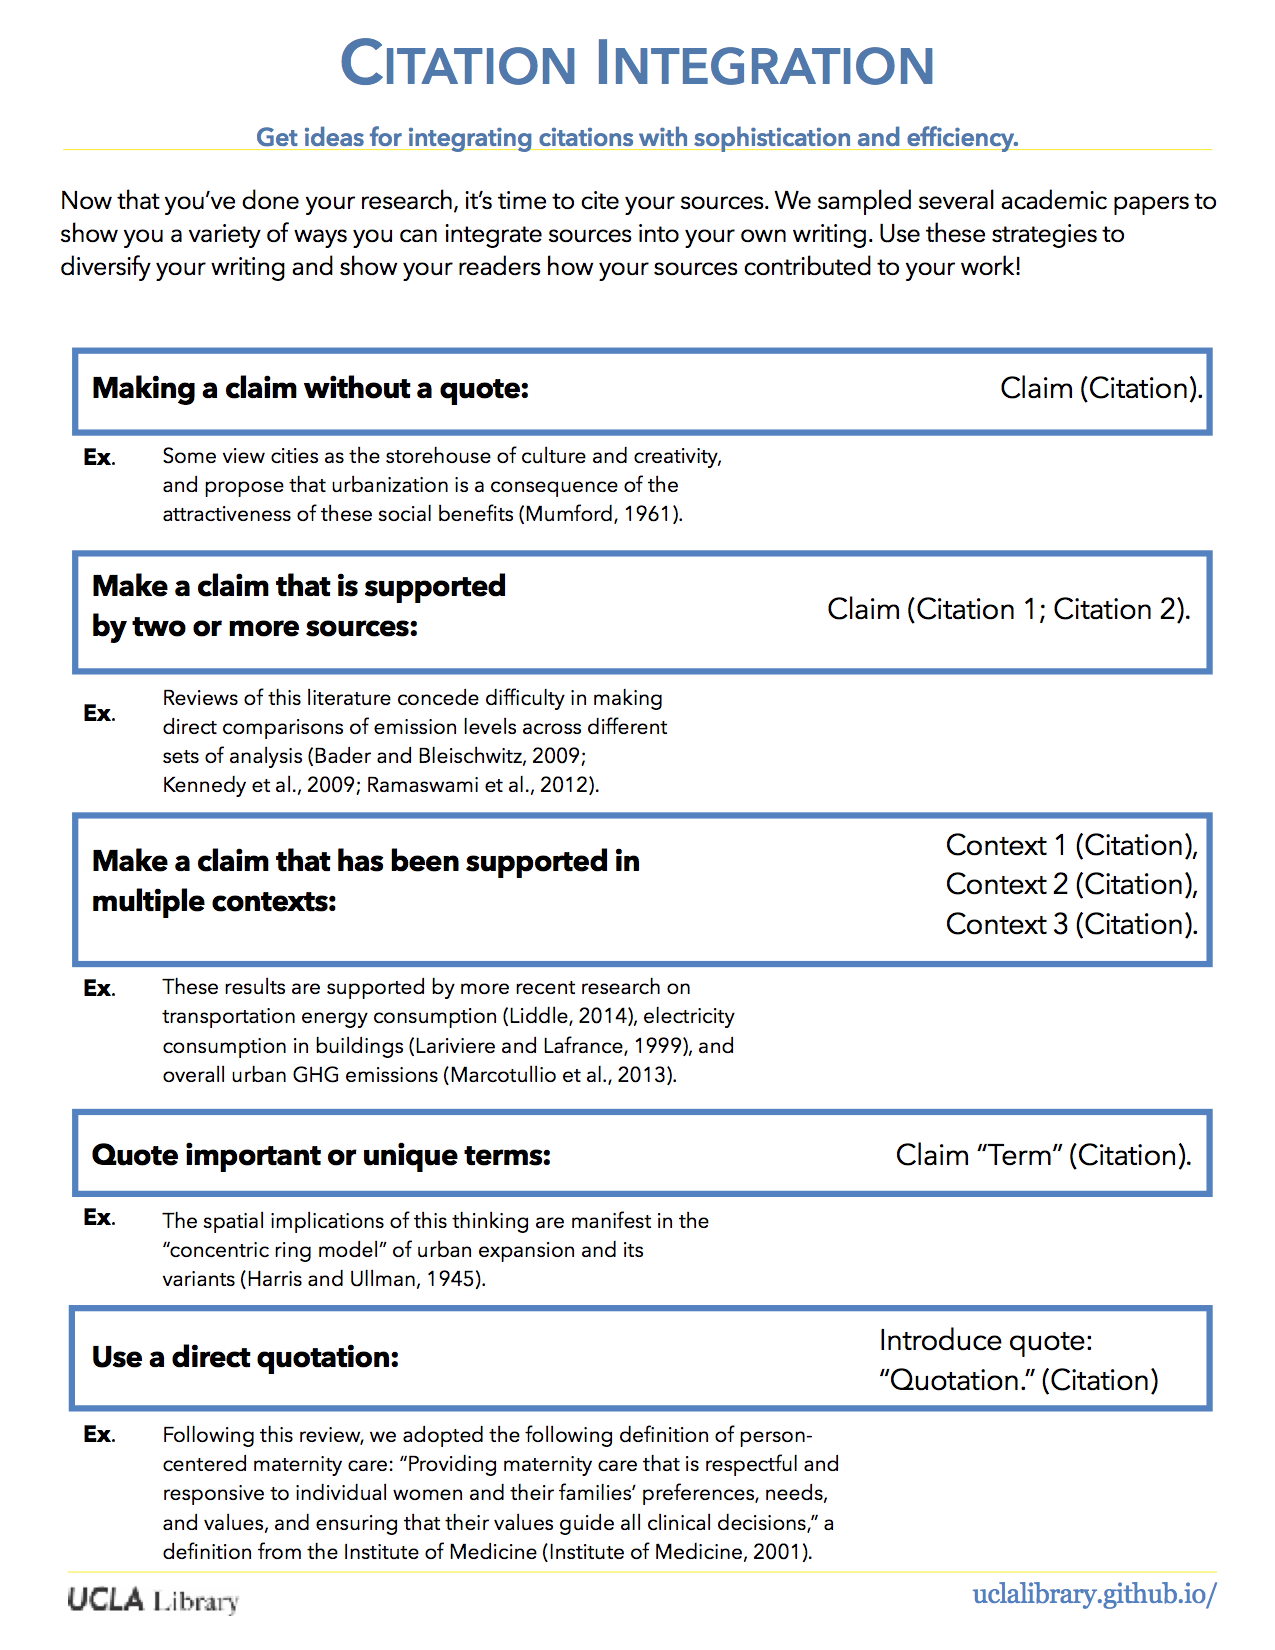 CITATION INTEGRATION
Get ideas for integrating citations with sophistication and efficiency.
Now that you’ve done your research, it’s time to cite your sources. We sampled several academic papers to
show you a variety of ways you can integrate sources into your own writing. Use these strategies to
diversify your writing and show your readers how your sources contributed to your work!
Making a claim without a quote: Claim (Citation).
Ex. Some view cities as the storehouse of culture and creativity,
and propose that urbanization is a consequence of the
attractiveness of these social benefits (Mumford, 1961).
Make a claim that is supported
by two or more sources:
Claim (Citation 1; Citation 2).
Ex.
Reviews of this literature concede difficulty in making
direct comparisons of emission levels across different
sets of analysis (Bader and Bleischwitz, 2009;
Kennedy et al., 2009; Ramaswami et al., 2012).
Make a claim that has been supported in
multiple contexts:
Context 1 (Citation),
Context 2 (Citation),
Context 3 (Citation).
Ex. These results are supported by more recent research on
transportation energy consumption (Liddle, 2014), electricity
consumption in buildings (Lariviere and Lafrance, 1999), and
overall urban GHG emissions (Marcotullio et al., 2013).
Quote important or unique terms: Claim “Term” (Citation).
Ex. The spatial implications of this thinking are manifest in the
“concentric ring model” of urban expansion and its
variants (Harris and Ullman, 1945).
Use a direct quotation:
Introduce quote:
“Quotation.” (Citation)
Ex. Following this review, we adopted the following definition of person-
centered maternity care: “Providing maternity care that is respectful and
responsive to individual women and their families’ preferences, needs,
and values, and ensuring that their values guide all clinical decisions,” a
definition from the Institute of Medicine (Institute of Medicine, 2001).
UCLA Library uclalibrary.github.io/